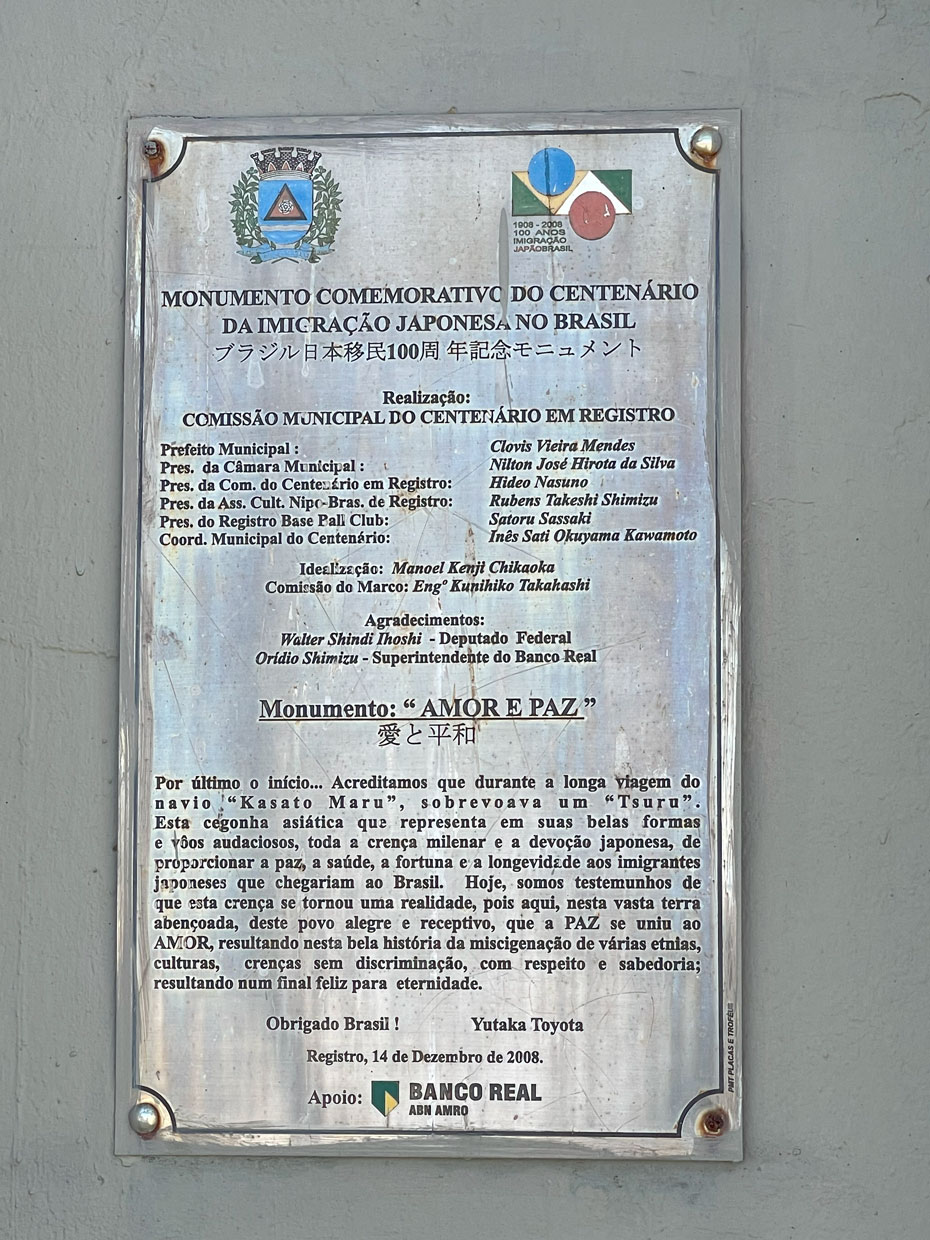 1908 - 2008
100 ANOS
IMIGRAÇÃO
JAPÃOBRASIL
MONUMENTO COMEMORATIVO DO CENTENÁRIO
DA IMIGRAÇÃO JAPONESA NO BRASIL
ブラジル日本移民100周 年記念モニュメント
Realização:
COMISSÃO MUNICIPAL DO CENTENÁRIO EM REGISTRO
Prefeito Municipal : Clovis Vieira Mendes
Pres. da Câmara Municipal : Nilton José Hirota da Silva
Pres. da Com. do Centenário em Registro: Hideo Nasuno
Pres. da Ass. Cult. Nipo-Bras. de Registro: Rubens Takeshi Shimizu
Pres. do Registro Base Pall Club: Satoru Sassaki
Coord. Municipal do Centenário: Inês Sati Okuyama Kawamoto
Idealização: Manoel Kenji Chikaoka
Comissão do Marco: Engº Kunihiko Takahashi
Agradecimentos:
Walter Shindi Ihoshi - Deputado Federal
Orídio Shimizu - Superintendente do Banco Real
Monumento: “ AMOR E PAZ ”
愛と平和
Por último o início... Acreditamos que durante a longa viagem do
navio “Kasato Maru”, sobrevoava um “Tsuru”.
Esta cegonha asiática que representa em suas belas formas
e vôos audaciosos, toda a crença milenar e a devoção japonesa, de
proporcionar a paz, a saúde, a fortuna e a longevidade aos imigrantes
japoneses que chegariam ao Brasil. Hoje, somos testemunhos de
que esta crença se tornou uma realidade, pois aqui, nesta vasta terra
abençoada, deste povo alegre e receptivo, que a PAZ se uniu ao
AMOR, resultando nesta bela história da miscigenação de várias etnias,
culturas, crenças sem discriminação, com respeito e sabedoria;
resultando num final feliz para eternidade.
Obrigado Brasil ! Yutaka Toyota
Registro, 14 de Dezembro de 2008.
Apoio: BANCO REAL
ABN AMRO
PMT PLACAS E TROFÉUS